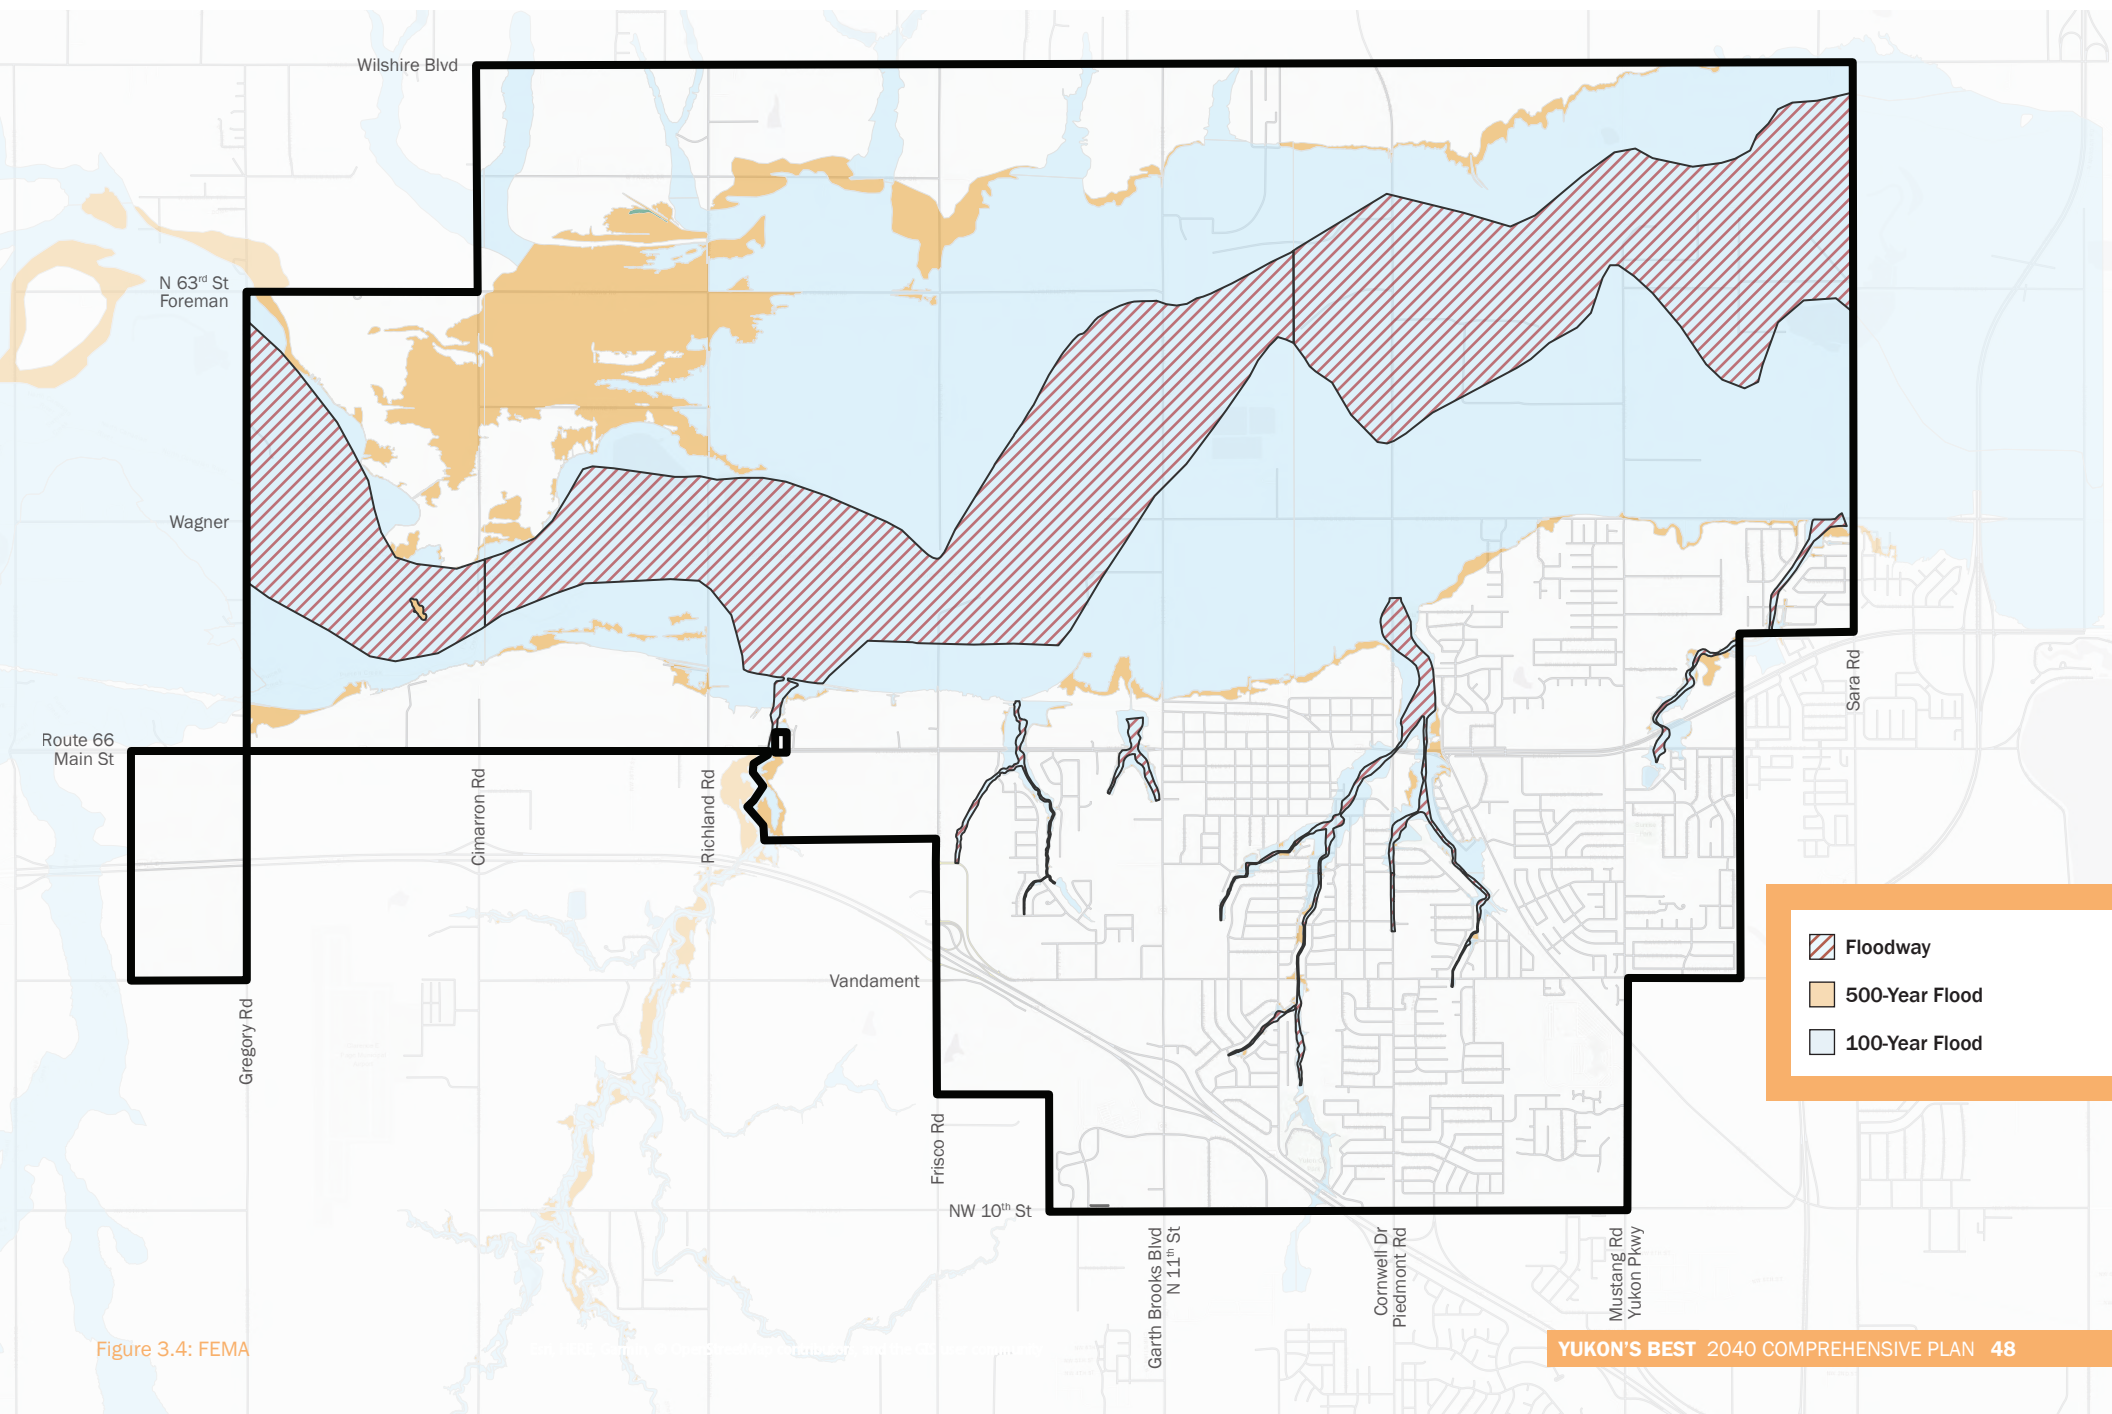 Wilshire Blvd
N 63rd St
Foreman
Wagner
Route 66
Main St
Cimarron Rd
Richland Rd
Sara Rd
Gregory Rd
Vandament
Frisco Rd
NW 10th St
Garth Brooks Blvd
N 11th St
Cornwell Dr
Piedmont Rd
Mustang Rd
Yukon Pkwy
Floodway
500-Year Flood
100-Year Flood
Figure 3.4: FEMA
YUKON'S BEST 2040 COMPREHENSIVE PLAN 48